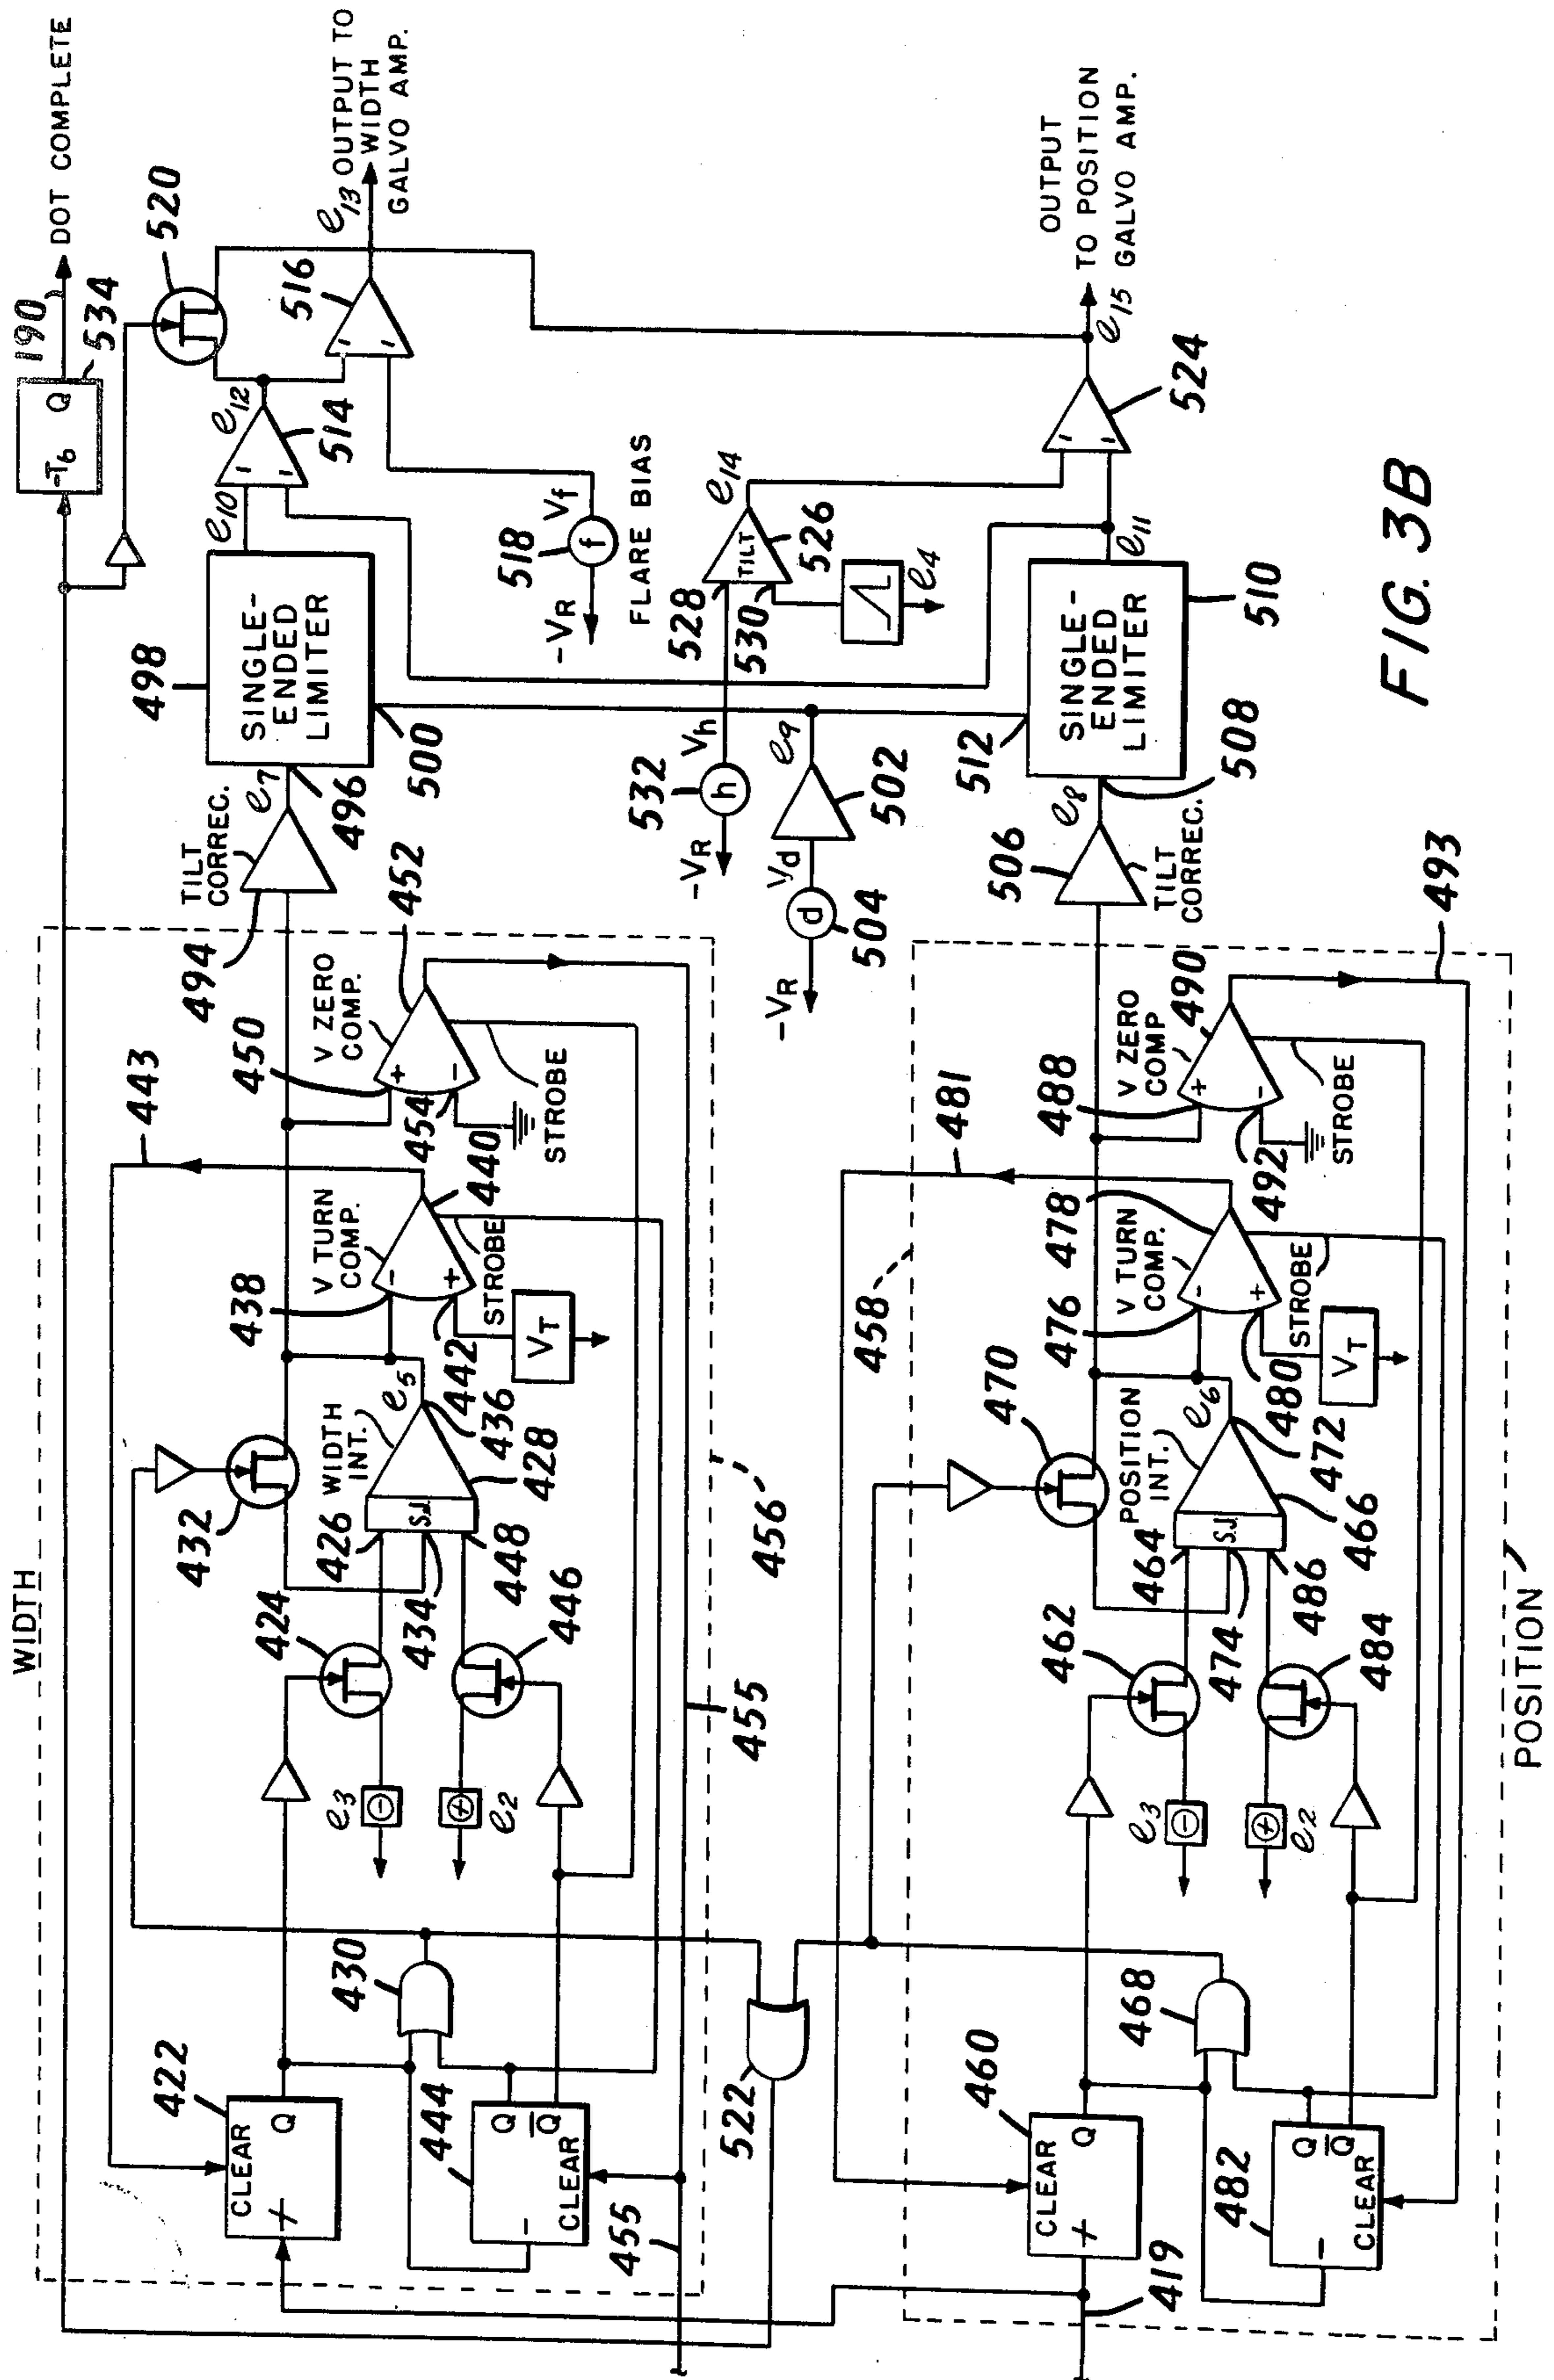 WIDTH
190
DOT COMPLETE
-T6 Q
534
520
e13 OUTPUT TO
WIDTH
GALVO AMP.
516
e12
514
e10
498
SINGLE-
ENDED
LIMITER
500
e7
496
TILT
CORREC.
494
518
Vf
f
-VR
FLARE BIAS
443
450
V ZERO
COMP.
452
+
-
454
STROBE
438
V TURN
COMP.
440
-
+
STROBE
442
VT
e5
436
WIDTH
INT.
428
S.J.
432
426
434
448
424
446
e3
e2
430
422
CLEAR
Q
444
Q
Q
CLEAR
455
455
456'
522
e14
528
TILT
526
530
e4
532
h
Vh
-VR
e9
502
Vd
504
d
-VR
OUTPUT
TO POSITION
GALVO AMP.
e15
524
e11
510
SINGLE-
ENDED
LIMITER
512
508
e8
506
TILT
CORREC.
493
458
481
488
V ZERO
COMP
490
+
-
492
STROBE
476
V TURN
COMP.
478
-
+
STROBE
480
VT
e6
472
POSITION
INT.
466
S.J
470
464
474
486
462
484
e3
e2
468
460
CLEAR
Q
482
Q
Q
CLEAR
419
POSITION
FIG. 3B